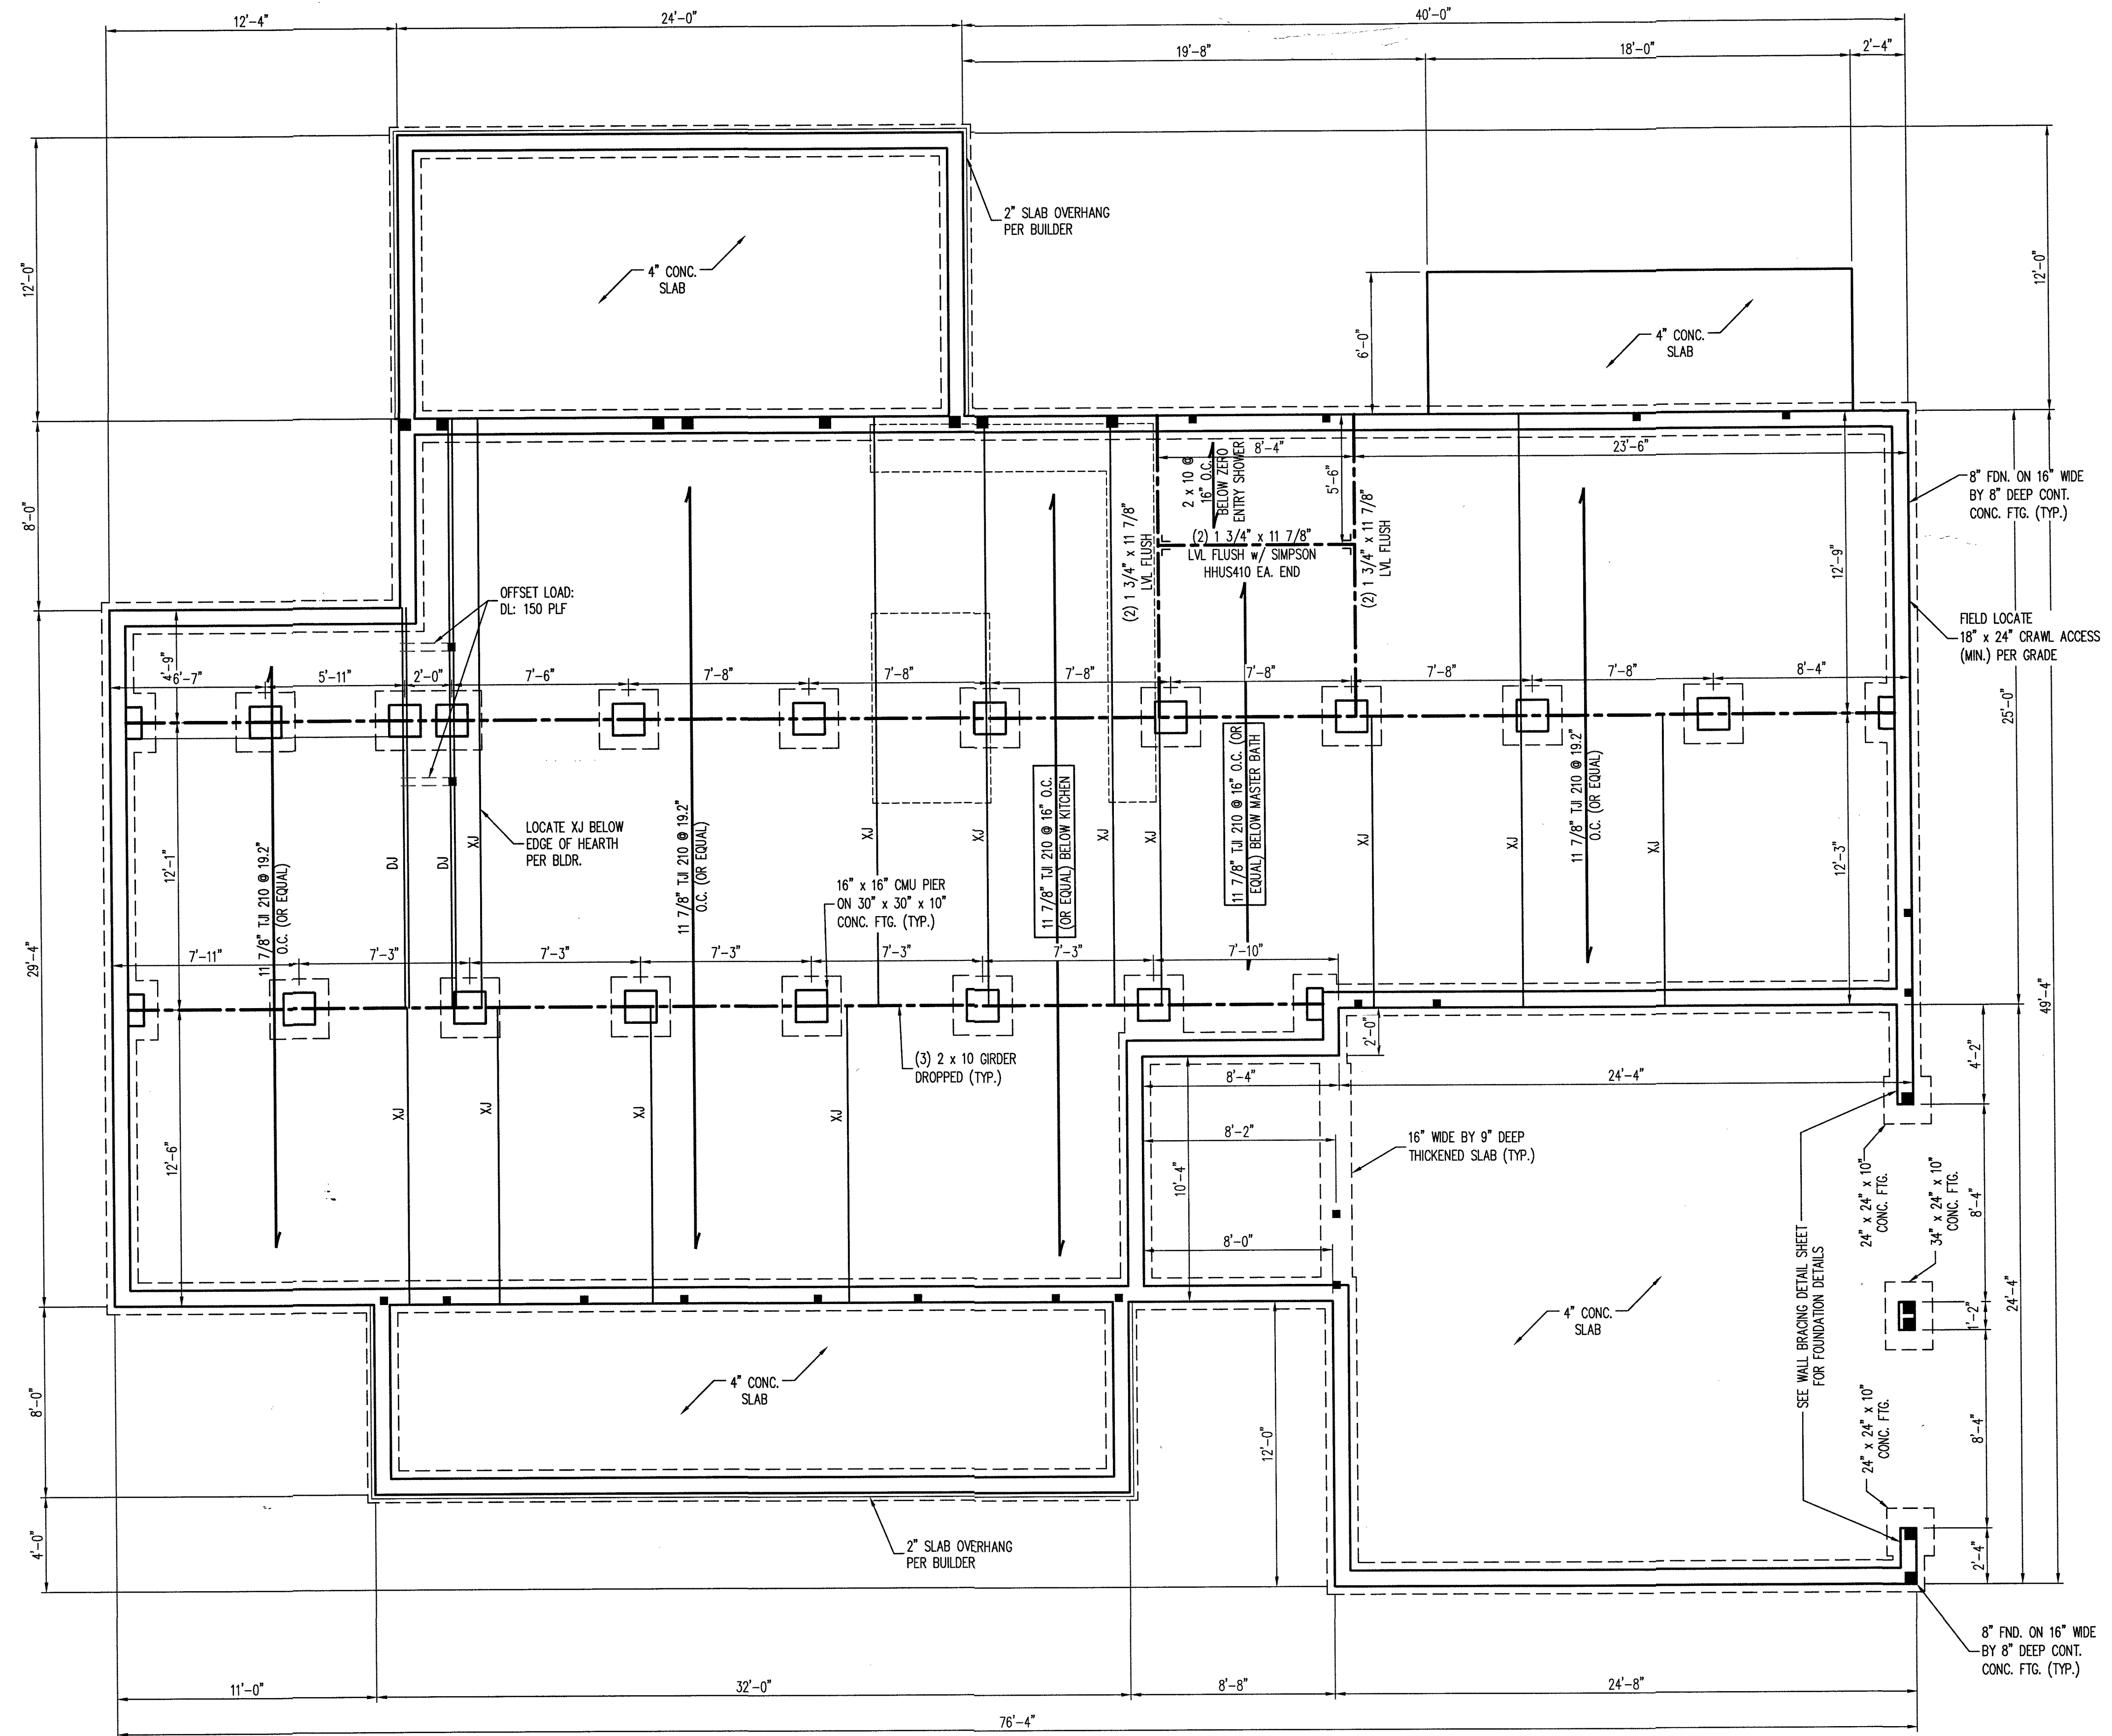 12'-4"
24'-0"
40'-0"
19'-8"
18'-0"
2'-4"
12'-0"
12'-0"
2" SLAB OVERHANG
PER BUILDER
4" CONC.
SLAB
6'-0"
4" CONC.
SLAB
8'-0"
8'-4"
23'-6"
2 x 10 @
16" O.C.
BELOW ZERO
ENTRY SHOWER
5'-6"
8" FDN. ON 16" WIDE
BY 8" DEEP CONT.
CONC. FTG. (TYP.)
(2) 1 3/4" x 11 7/8"
LVL FLUSH
(2) 1 3/4" x 11 7/8"
LVL FLUSH w/ SIMPSON
HHUS410 EA. END
(2) 1 3/4" x 11 7/8"
LVL FLUSH
12'-9"
OFFSET LOAD:
DL: 150 PLF
FIELD LOCATE
18" x 24" CRAWL ACCESS
(MIN.) PER GRADE
4'-9"
6'-7"
5'-11"
2'-0"
7'-6"
7'-8"
7'-8"
7'-8"
7'-8"
7'-8"
7'-8"
8'-4"
25'-0"
11 7/8" TJI 210 @ 19.2"
O.C. (OR EQUAL)
12'-1"
DJ
DJ
XJ
LOCATE XJ BELOW
EDGE OF HEARTH
PER BLDR.
11 7/8" TJI 210 @ 19.2"
O.C. (OR EQUAL)
XJ
XJ
11 7/8" TJI 210 @ 16" O.C.
(OR EQUAL) BELOW KITCHEN
XJ
XJ
11 7/8" TJI 210 @ 16" O.C. (OR
EQUAL) BELOW MASTER BATH
XJ
XJ
11 7/8" TJI 210 @ 19.2"
O.C. (OR EQUAL)
XJ
12'-3"
16" x 16" CMU PIER
ON 30" x 30" x 10"
CONC. FTG. (TYP.)
29'-4"
7'-11"
7'-3"
7'-3"
7'-3"
7'-3"
7'-3"
7'-10"
49'-4"
(3) 2 x 10 GIRDER
DROPPED (TYP.)
2'-0"
4'-2"
8'-4"
24'-4"
12'-6"
XJ
XJ
XJ
XJ
8'-2"
16" WIDE BY 9" DEEP
THICKENED SLAB (TYP.)
10'-4"
24" x 24" x 10"
CONC. FTG.
34" x 24" x 10"
CONC. FTG.
8'-4"
8'-0"
SEE WALL BRACING DETAIL SHEET
FOR FOUNDATION DETAILS
24'-4"
1'-2"
4" CONC.
SLAB
4" CONC.
SLAB
8'-0"
12'-0"
24" x 24" x 10"
CONC. FTG.
8'-4"
2" SLAB OVERHANG
PER BUILDER
4'-0"
2'-4"
8" FND. ON 16" WIDE
BY 8" DEEP CONT.
CONC. FTG. (TYP.)
11'-0"
32'-0"
8'-8"
24'-8"
76'-4"